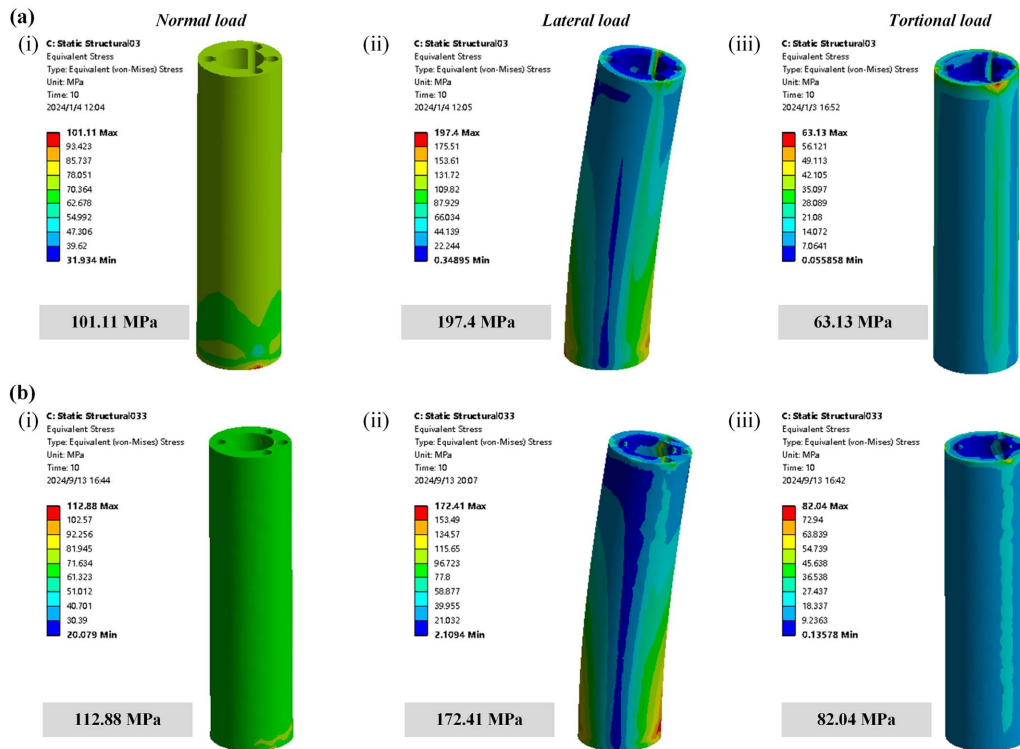 (a)
Normal load
Lateral load
Tortional load
(i)
C: Static Structural03
Equivalent Stress
Type: Equivalent (von-Mises) Stress
Unit: MPa
Time: 10
2024/1/4 12:04
101.11 Max
93.423
85.737
78.051
70.364
62.678
54.992
47.306
39.62
31.934 Min
101.11 MPa
(ii)
C: Static Structural03
Equivalent Stress
Type: Equivalent (von-Mises) Stress
Unit: MPa
Time: 10
2024/1/4 12:05
197.4 Max
175.51
153.61
131.72
109.82
87.929
66.034
44.139
22.244
0.34895 Min
197.4 MPa
(iii)
C: Static Structural03
Equivalent Stress
Type: Equivalent (von-Mises) Stress
Unit: MPa
Time: 10
2024/1/3 16:52
63.13 Max
56.121
49.113
42.105
35.097
28.089
21.08
14.072
7.0641
0.055858 Min
63.13 MPa
(b)
(i)
C: Static Structural033
Equivalent Stress
Type: Equivalent (von-Mises) Stress
Unit: MPa
Time: 10
2024/9/13 16:44
112.88 Max
102.57
92.256
81.945
71.634
61.323
51.012
40.701
30.39
20.079 Min
112.88 MPa
(ii)
C: Static Structural033
Equivalent Stress
Type: Equivalent (von-Mises) Stress
Unit: MPa
Time: 10
2024/9/13 20:07
172.41 Max
153.49
134.57
115.65
96.723
77.8
58.877
39.955
21.032
2.1094 Min
172.41 MPa
(iii)
C: Static Structural033
Equivalent Stress
Type: Equivalent (von-Mises) Stress
Unit: MPa
Time: 10
2024/9/13 16:42
82.04 Max
72.94
63.839
54.739
45.638
36.538
27.437
18.337
9.2363
0.13578 Min
82.04 MPa